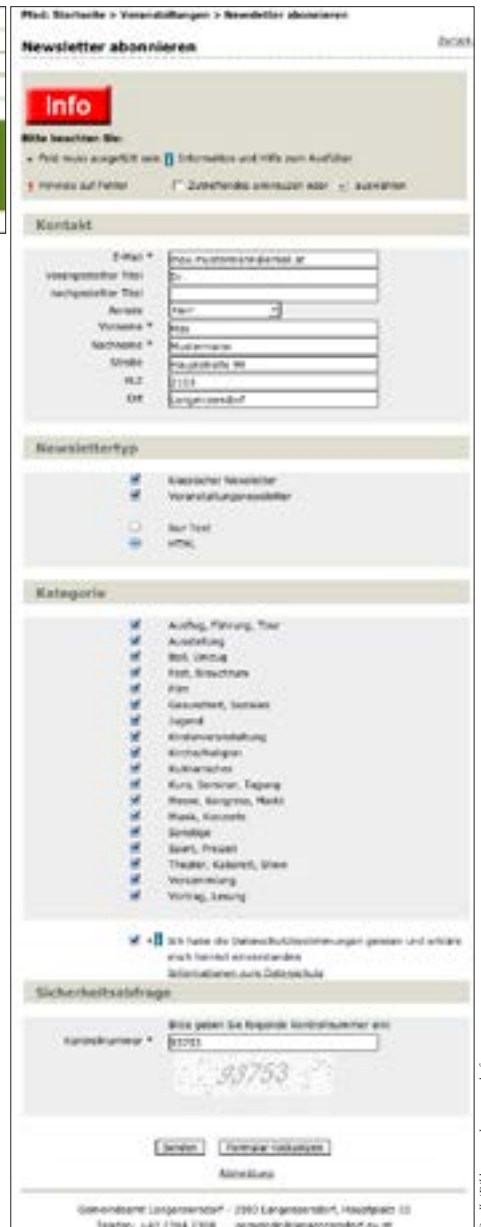 Pfad: Startseite > Veranstaltungen > Newsletter abonnieren
Newsletter abonnieren
Zurück
Info
Bitte beachten Sie:
Feld muss ausgefüllt sein Information und Hilfe zum Ausfüllen
! Hinweis auf Fehler Zutreffendes ankreuzen oder auswählen
Kontakt
E-Mail * max.mustermann@email.at
vorangestellter Titel Dr.
nachgestellter Titel
Anrede Herr
Vorname * Max
Nachname * Mustermann
Straße Hauptstraße
PLZ 2103
Ort Langenzersdorf
Newslettertyp
Klassischer Newsletter
Veranstaltungsnewsletter
Nur Text
HTML
Kategorie
Ausflug, Führung, Tour
Ausstellung
Ball, Umzug
Fest, Brauchtum
Film
Gesundheit, Soziales
Jugend
Kinderveranstaltung
Kirche/Religion
Kulinarisches
Kurs, Seminar, Tagung
Messe, Kongress, Markt
Musik, Konzerte
Sonstige
Sport, Freizeit
Theater, Kabarett, Show
Versammlung
Vortrag, Lesung
Ich habe die Datenschutzbestimmungen gelesen und erkläre
mich hiermit einverstanden
Informationen zum Datenschutz
Sicherheitsabfrage
Bitte geben Sie folgende Kontrollnummer ein:
Kontrollnummer * 93753
93753
Senden Formular rücksetzen
Abmeldung
Gemeindeamt Langenzersdorf - 2103 Langenzersdorf, Hauptplatz 10